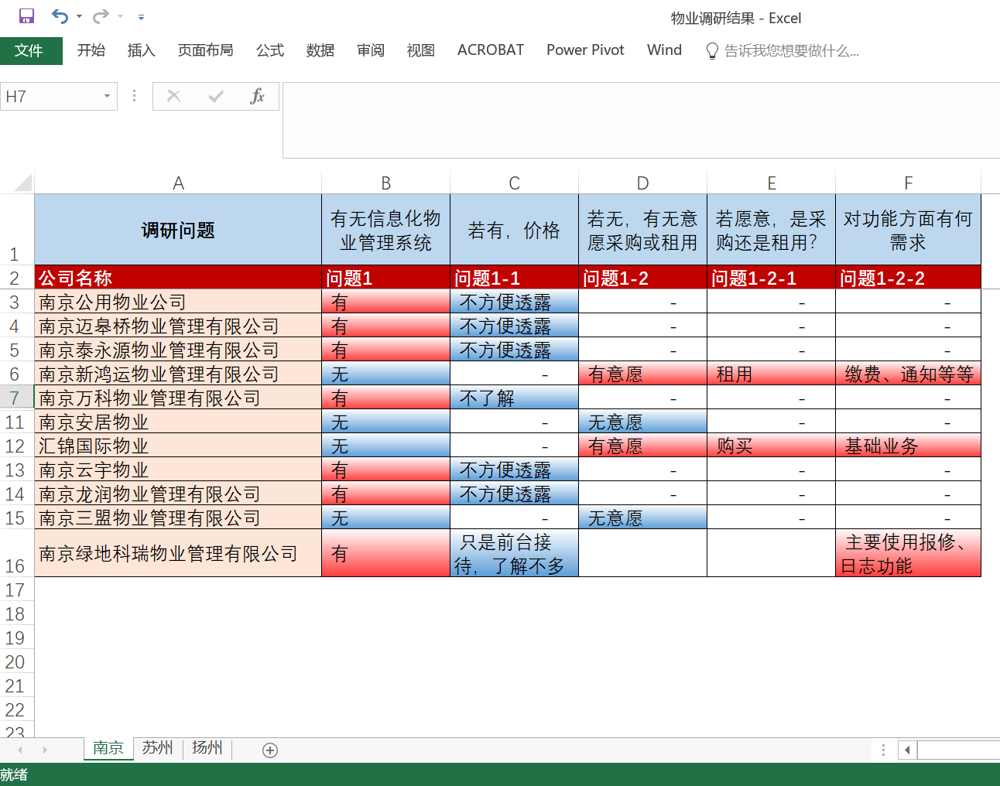 物业调研结果 - Excel
文件 开始 插入 页面布局 公式 数据 审阅 视图 ACROBAT Power Pivot Wind 告诉我您想要做什么...
H7 fx
A B C D E F
1 调研问题 有无信息化物业管理系统 若有，价格 若无，有无意愿采购或租用 若愿意，是采购还是租用？ 对功能方面有何需求
2 公司名称 问题1 问题1-1 问题1-2 问题1-2-1 问题1-2-2
3 南京公用物业公司 有 不方便透露 - - -
4 南京迈皋桥物业管理有限公司 有 不方便透露 - - -
5 南京泰永源物业管理有限公司 有 不方便透露 - - -
6 南京新鸿运物业管理有限公司 无 - 有意愿 租用 缴费、通知等等
7 南京万科物业管理有限公司 有 不了解 - - -
11 南京安居物业 无 - 无意愿 - -
12 汇锦国际物业 无 - 有意愿 购买 基础业务
13 南京云宇物业 有 不方便透露 - - -
14 南京龙润物业管理有限公司 有 不方便透露 - - -
15 南京三盟物业管理有限公司 无 - 无意愿 - -
16 南京绿地科瑞物业管理有限公司 有 只是前台接待，了解不多 主要使用报修、日志功能
17
18
19
20
21
22
23
南京 苏州 扬州
就绪